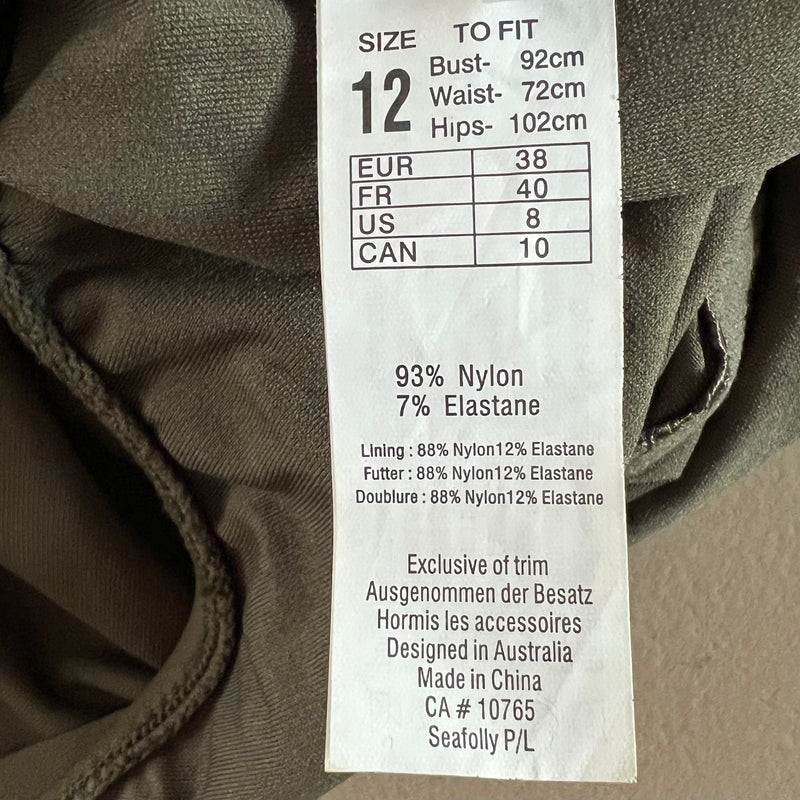 SIZE TO FIT
12 Bust- 92cm
Waist- 72cm
Hips- 102cm
EUR 38
FR 40
US 8
CAN 10
93% Nylon
7% Elastane
Lining : 88% Nylon12% Elastane
Futter : 88% Nylon12% Elastane
Doublure : 88% Nylon12% Elastane
Exclusive of trim
Ausgenommen der Besatz
Hormis les accessoires
Designed in Australia
Made in China
CA # 10765
Seafolly P/L